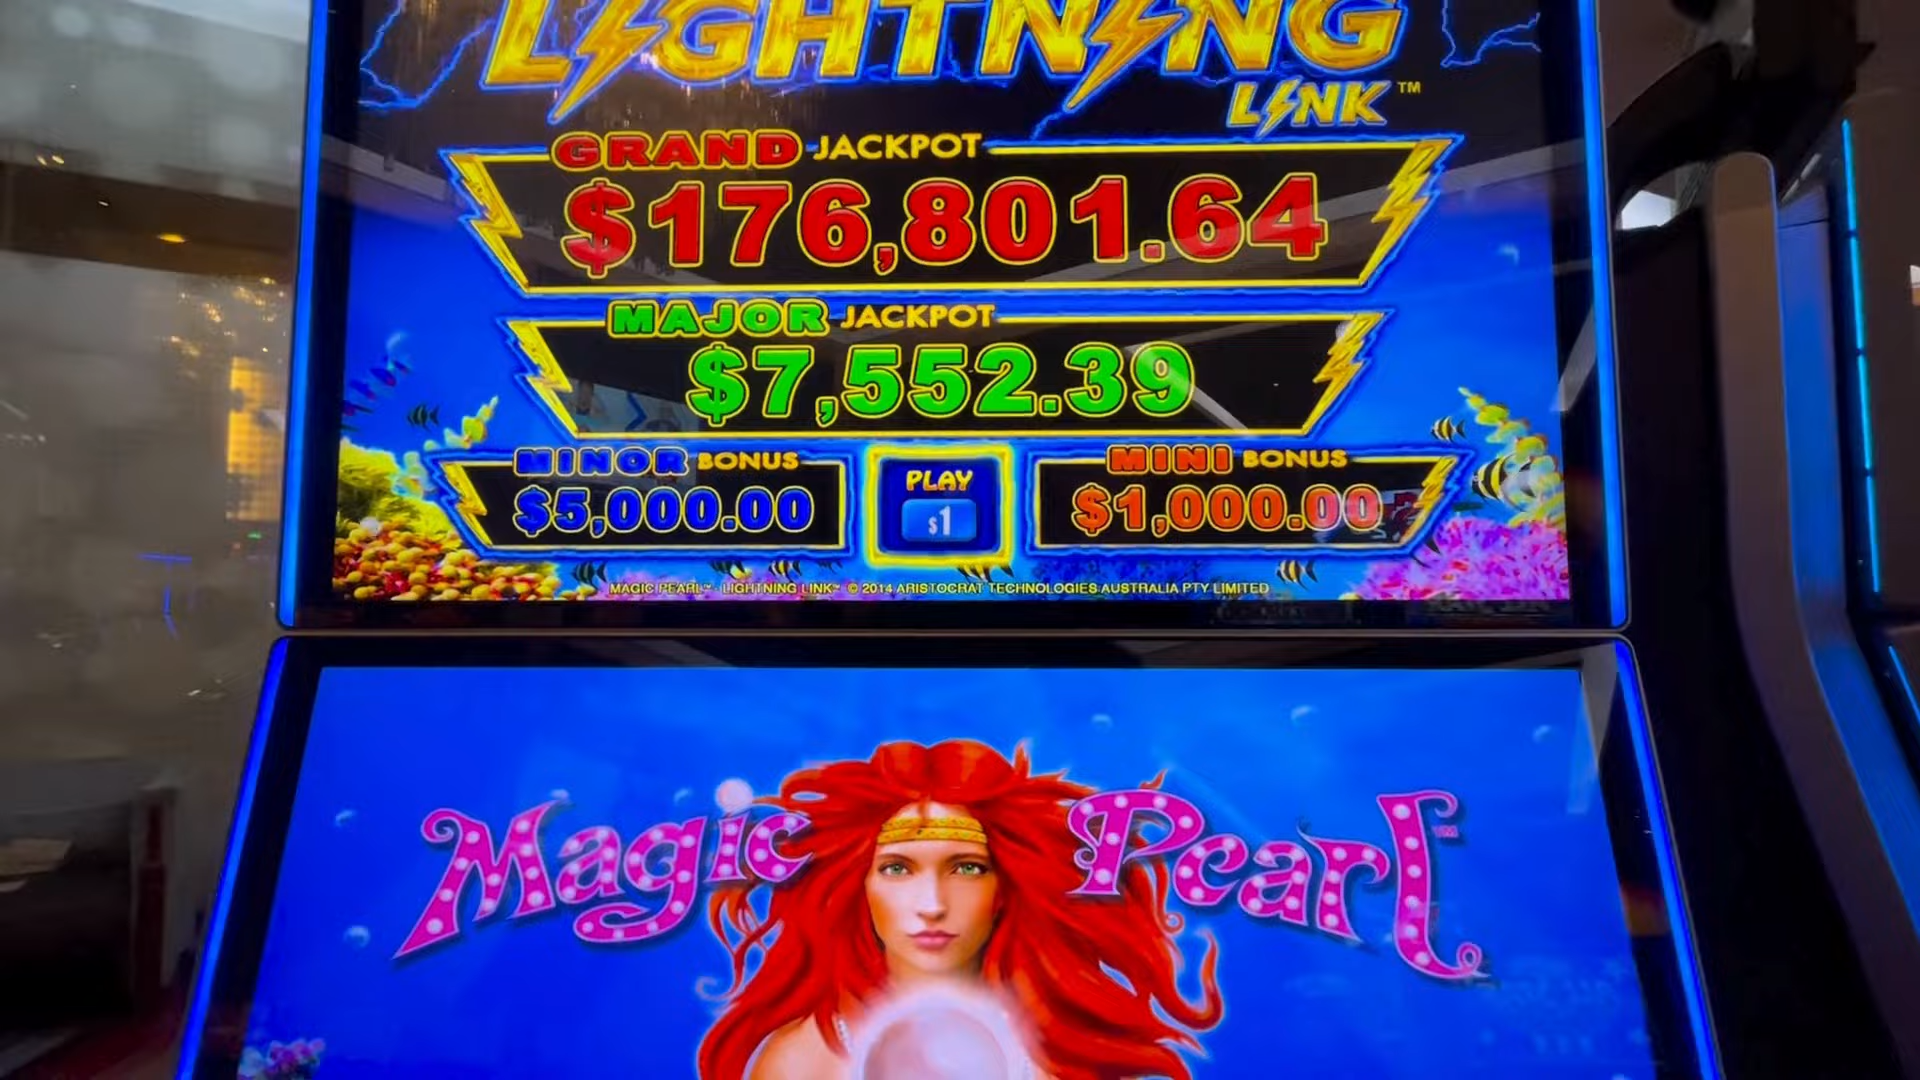 LIGHTNING
LINK™
GRAND JACKPOT
$176,801.64
MAJOR JACKPOT
$7,552.39
MINOR BONUS
$5,000.00
PLAY
$1
MINI BONUS
$1,000.00
MAGIC PEARL™ - LIGHTNING LINK™ © 2014 ARISTOCRAT TECHNOLOGIES AUSTRALIA PTY LIMITED
Magic Pearl™